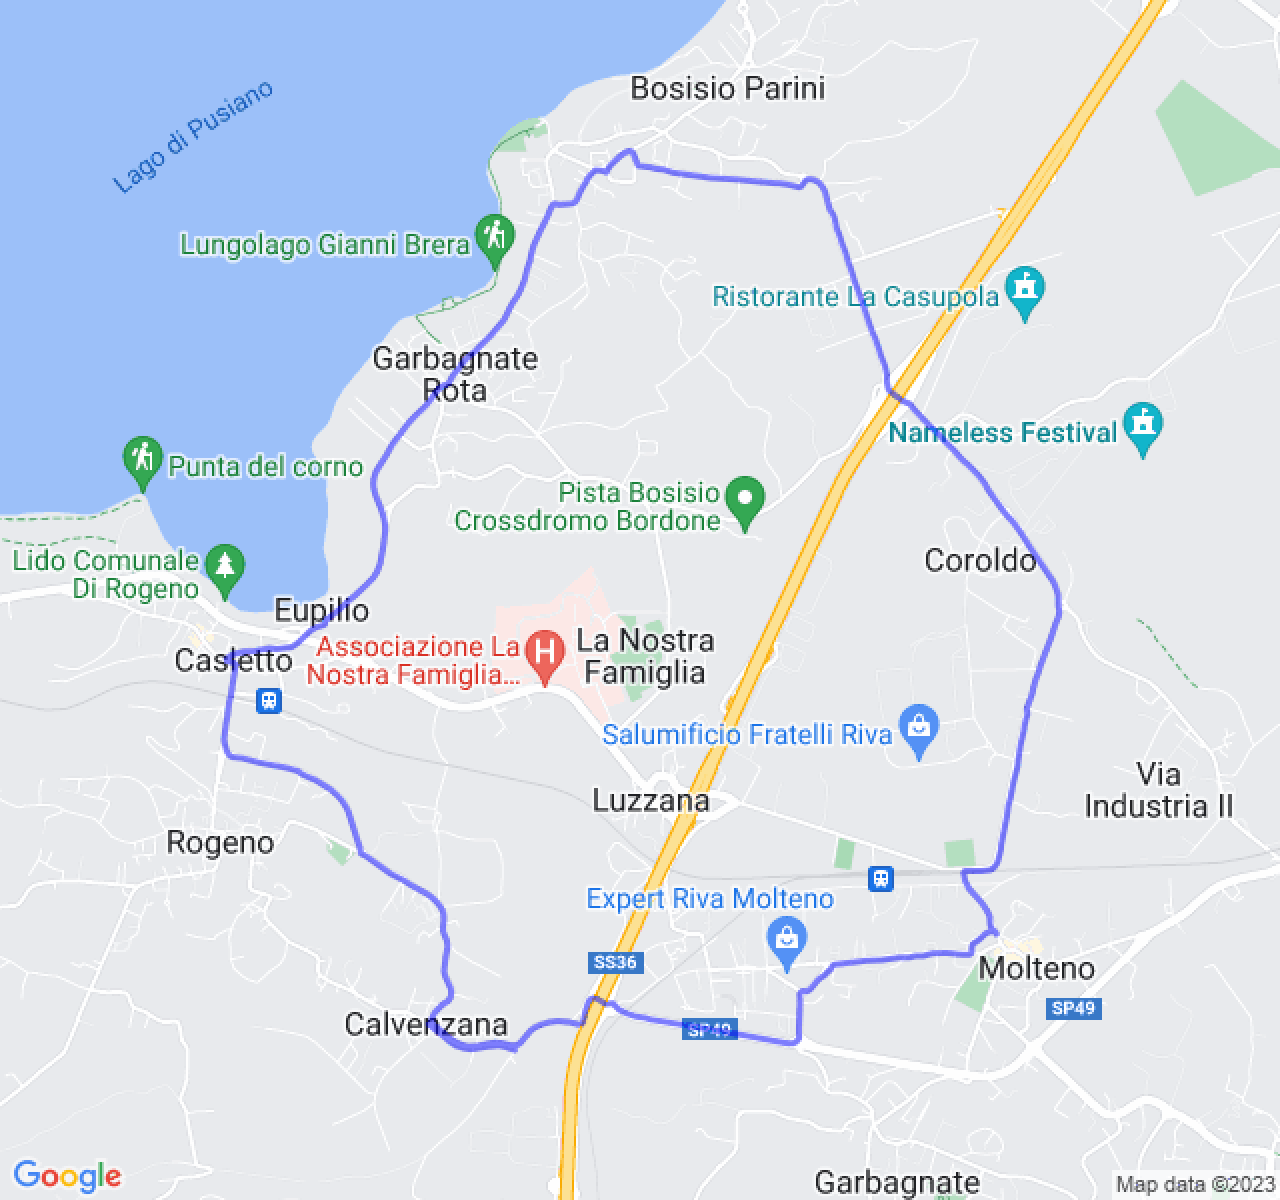 Bosisio Parini
Lago di Pusiano
Lungolago Gianni Brera
Ristorante La Casupola
Garbagnate
Rota
Nameless Festival
Punta del corno
Pista Bosisio
Crossdromo Bordone
Lido Comunale
Di Rogeno
Coroldo
Eupilio
Casletto
Associazione La
Nostra Famiglia...
La Nostra
Famiglia
Salumificio Fratelli Riva
Via
Industria II
Luzzana
Rogeno
Expert Riva Molteno
SS36
Molteno
SP49
Calvenzana
SP49
Garbagnate
Google
Map data ©2023